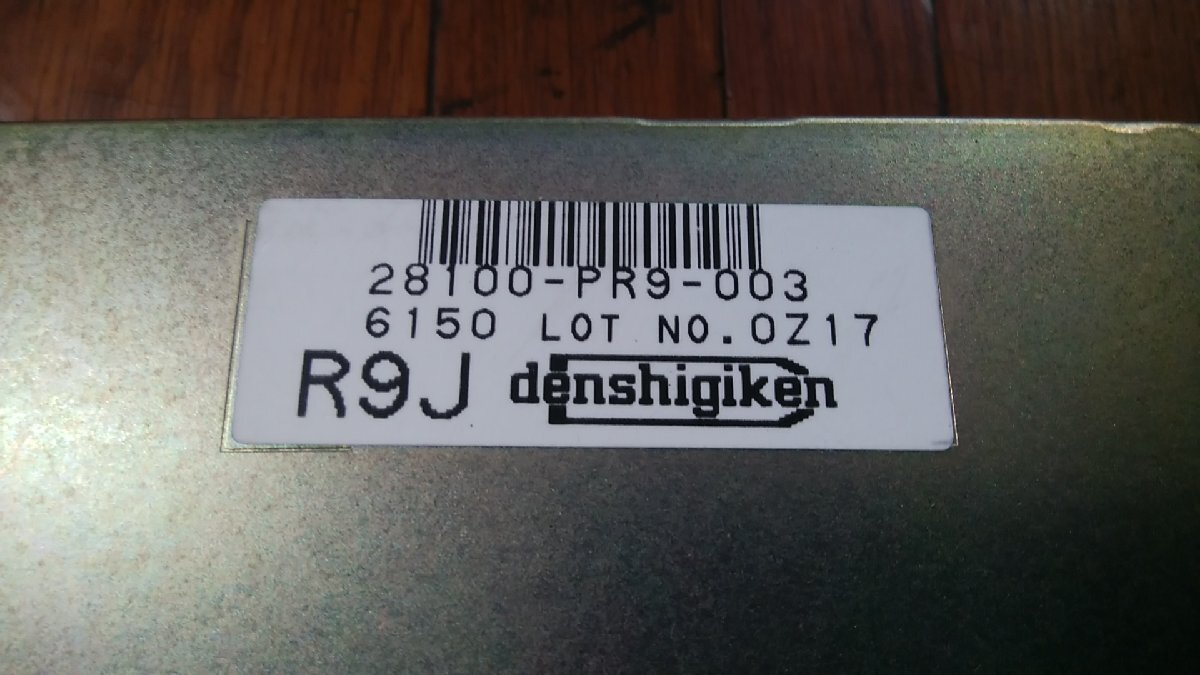 28100-PR9-003
6150 LOT NO.0Z17
R9J denshigiken